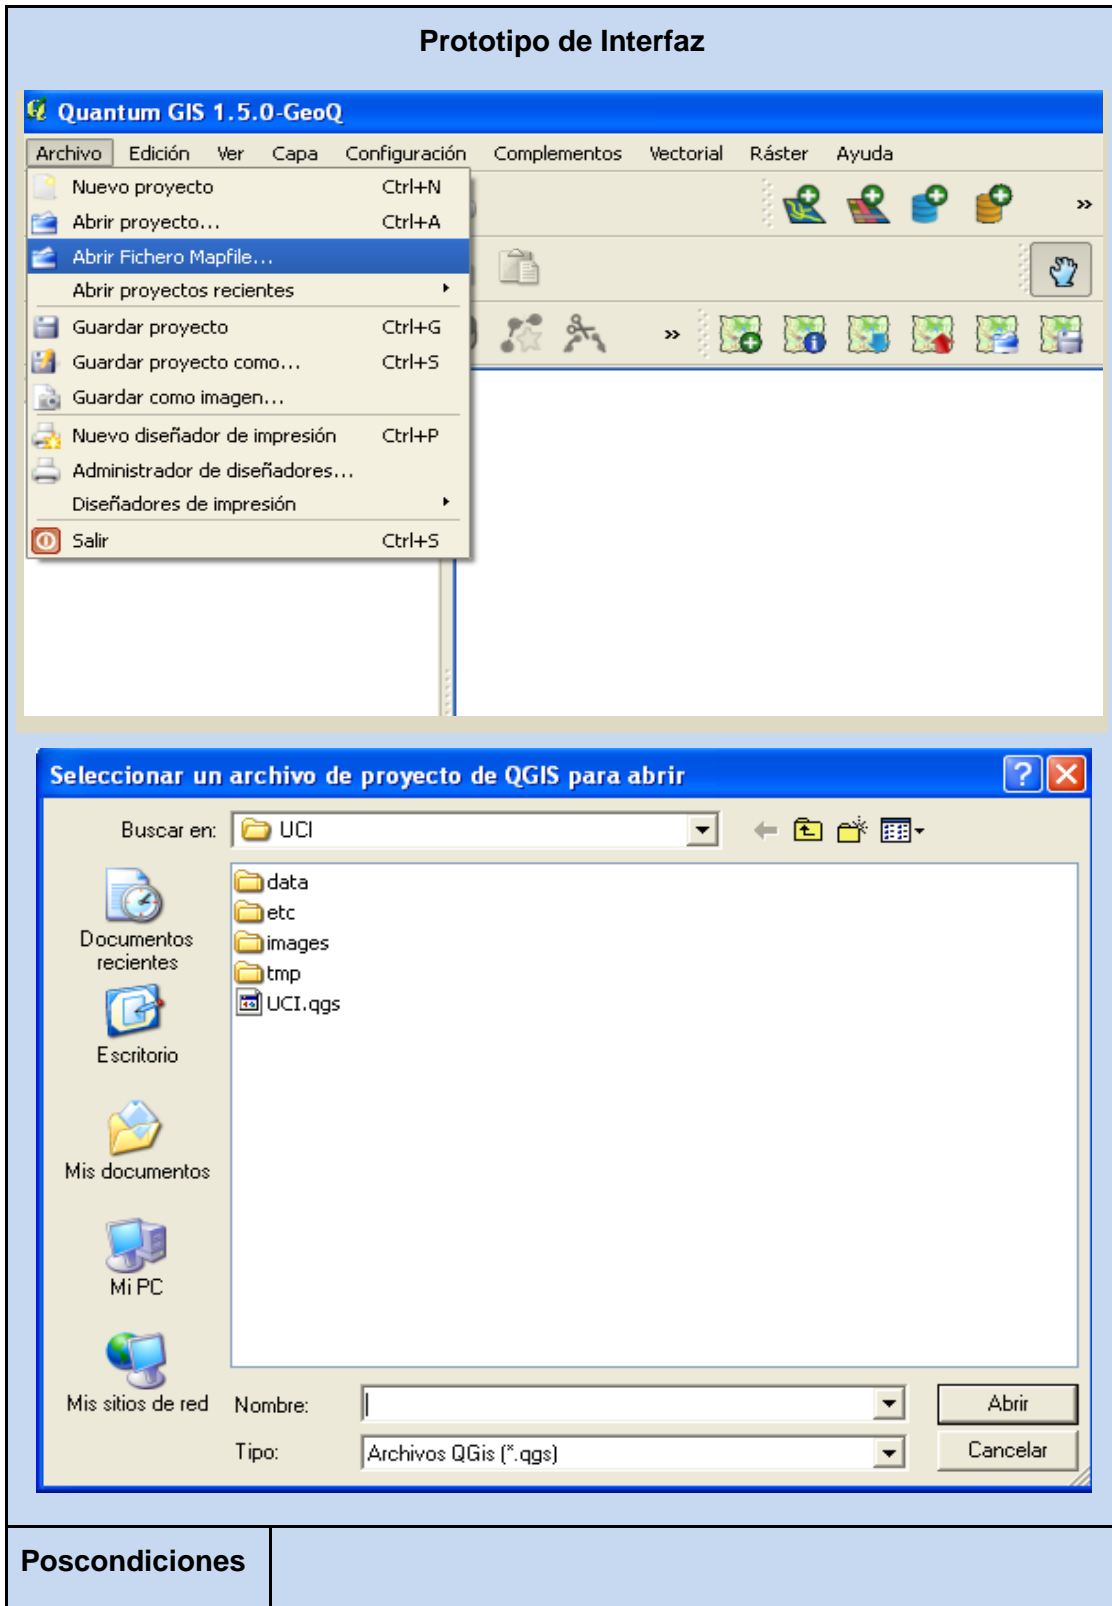 Prototipo de Interfaz
Quantum GIS 1.5.0-GeoQ
Archivo Edición Ver Capa Configuración Complementos Vectorial Ráster Ayuda
Nuevo proyecto Ctrl+N
Abrir proyecto... Ctrl+A
Abrir Fichero Mapfile...
Abrir proyectos recientes
Guardar proyecto Ctrl+G
Guardar proyecto como... Ctrl+S
Guardar como imagen...
Nuevo diseñador de impresión Ctrl+P
Administrador de diseñadores...
Diseñadores de impresión
Salir Ctrl+S
Seleccionar un archivo de proyecto de QGIS para abrir
Buscar en: UCI
data
etc
images
tmp
UCI.qgs
Documentos
recientes
Escritorio
Mis documentos
Mi PC
Mis sitios de red
Nombre: Abrir
Tipo: Archivos QGis (*.qgs) Cancelar
Poscondiciones